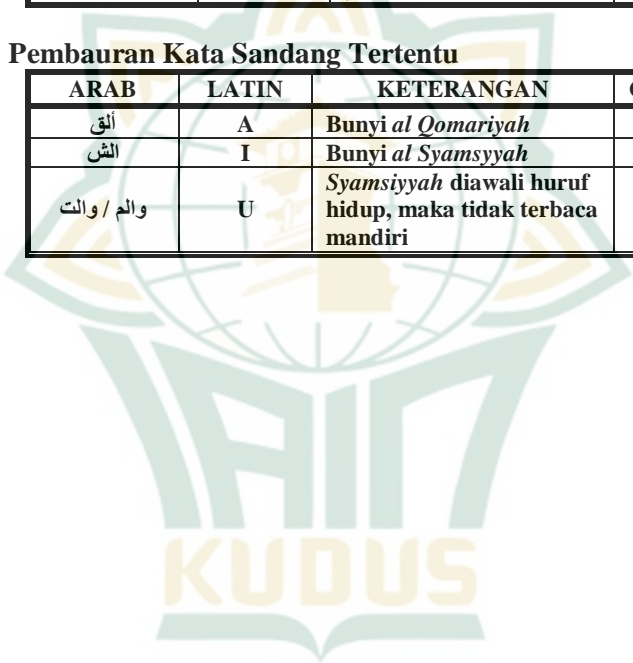 Pembauran Kata Sandang Tertentu
ARAB LATIN KETERANGAN
ألق A Bunyi al Qomariyah
الش I Bunyi al Syamsyyah
والم / والت U Syamsiyyah diawali huruf
hidup, maka tidak terbaca
mandiri
IAIN
KUDUS